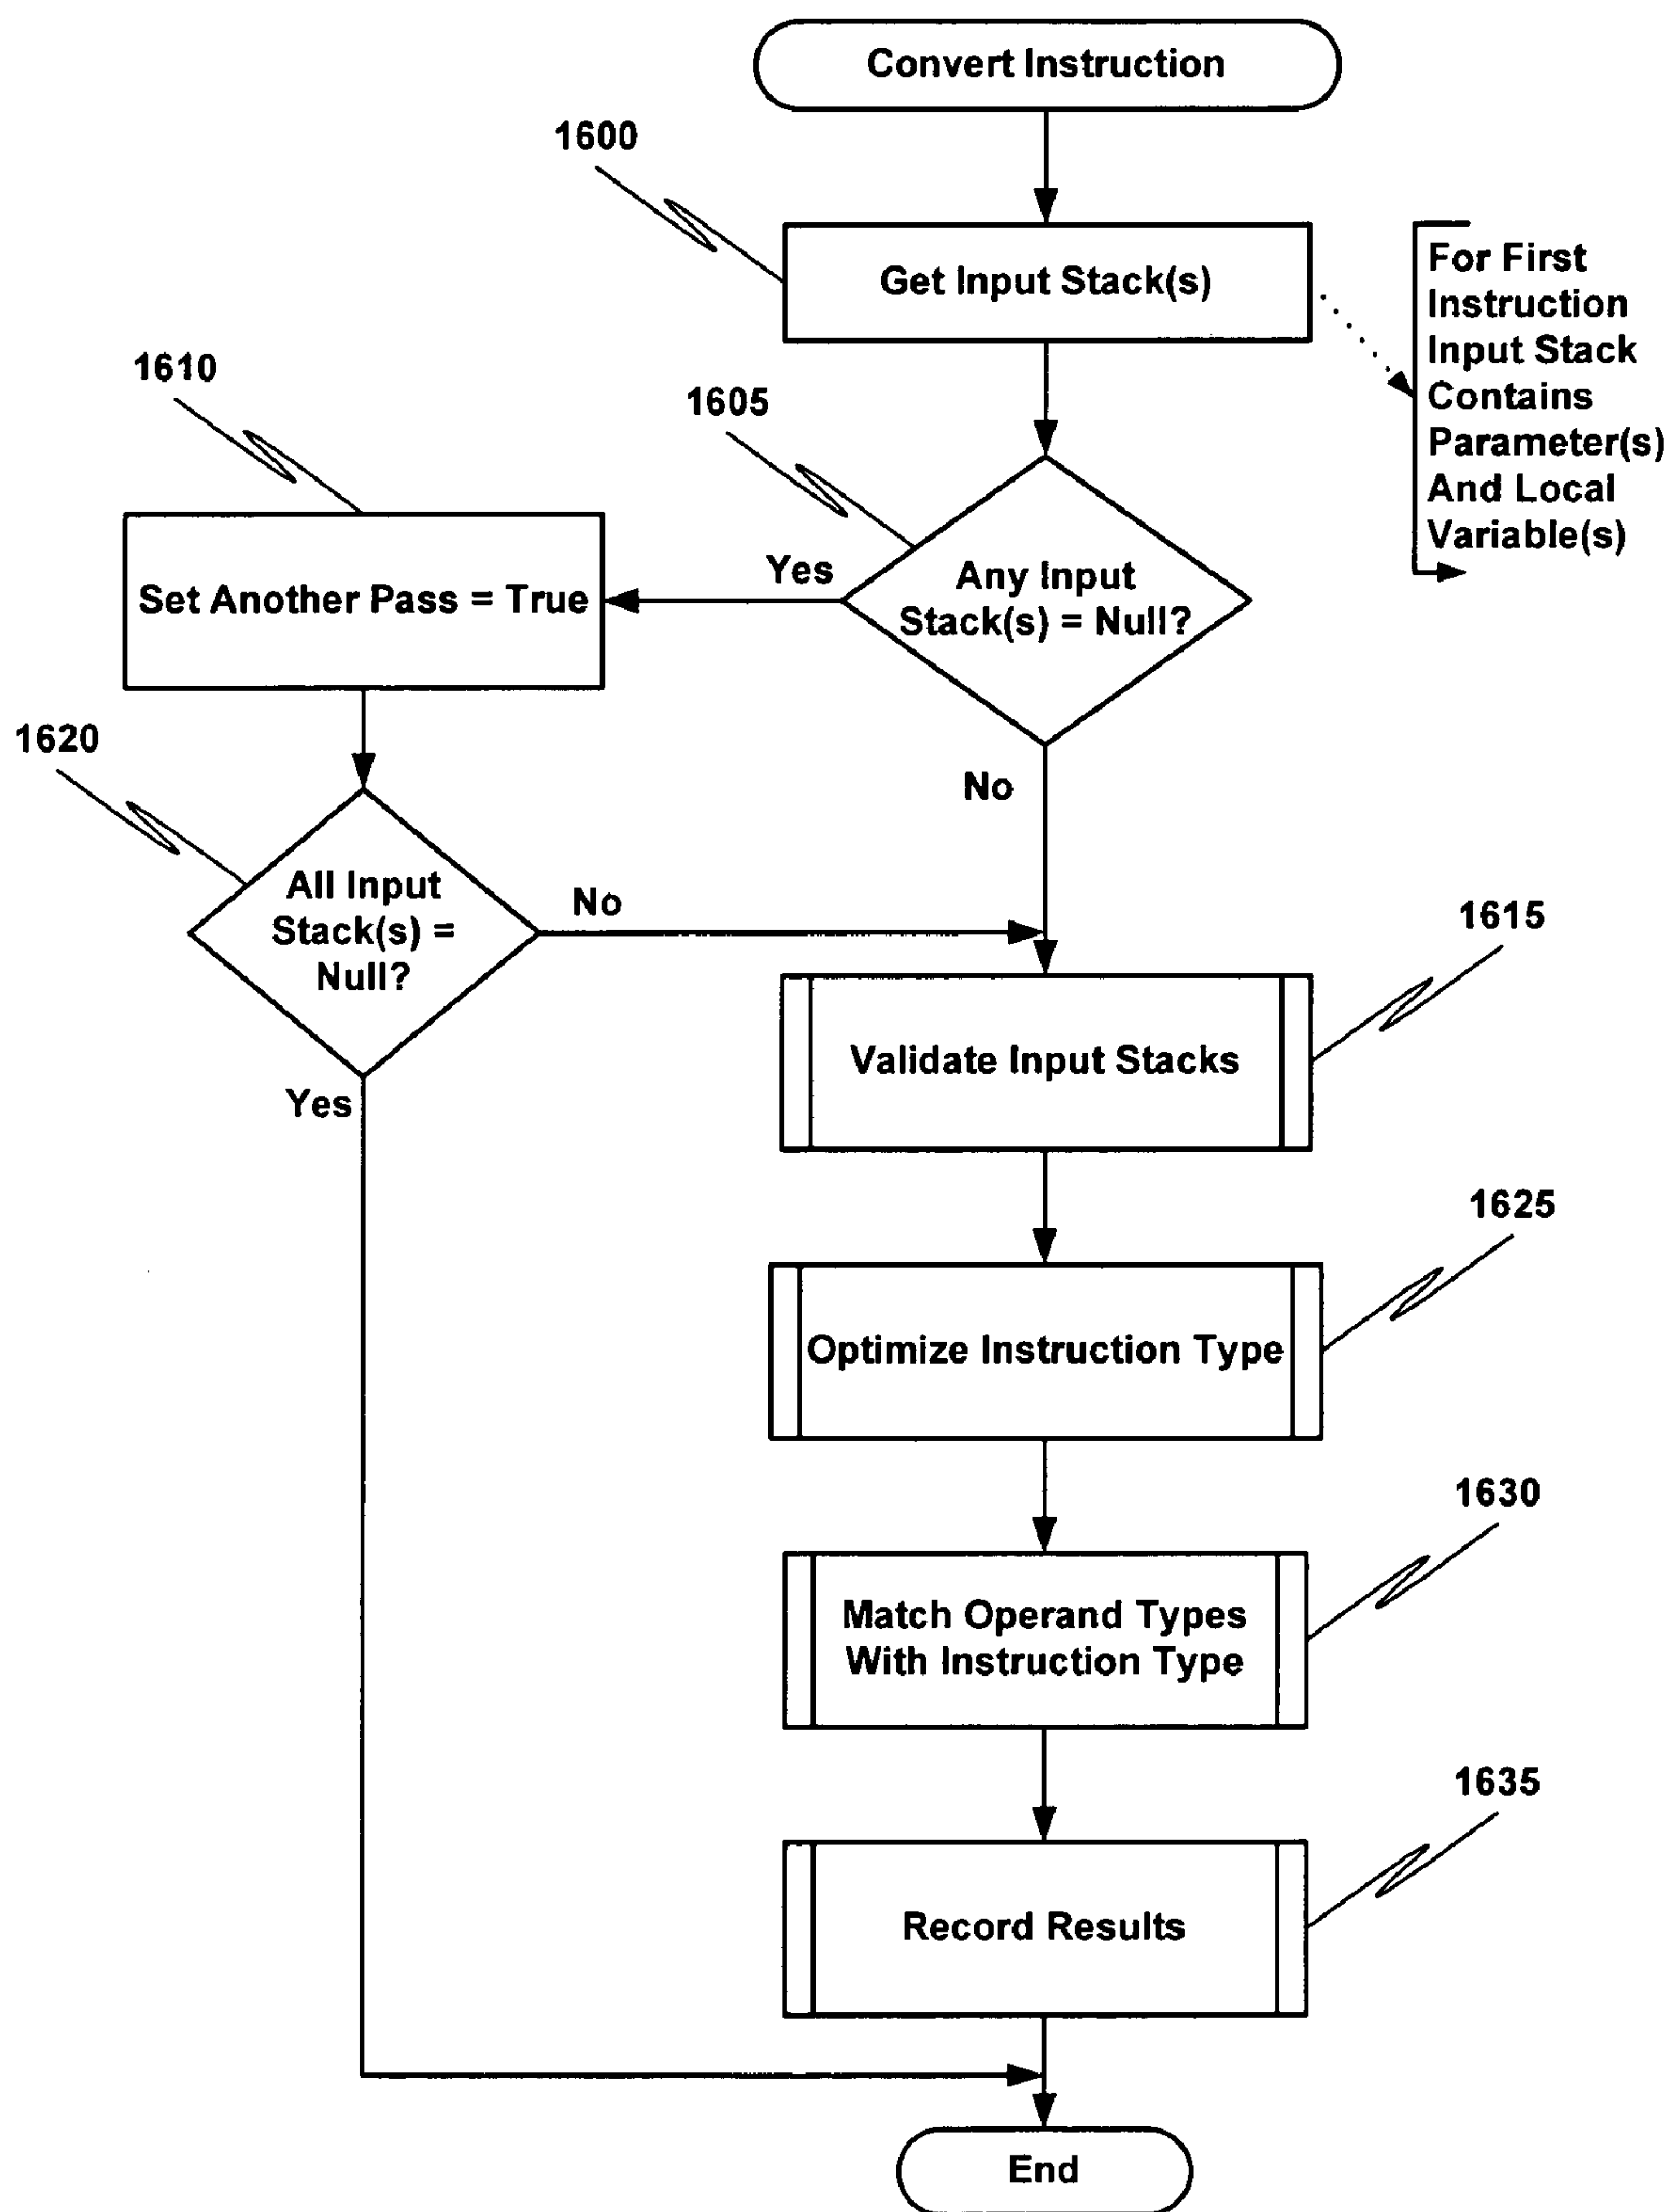 Convert Instruction
1600
Get Input Stack(s)
For First
Instruction
Input Stack
Contains
Parameter(s)
And Local
Variable(s)
1610
1605
Set Another Pass = True
Yes
Any Input
Stack(s) = Null?
No
1620
All Input
Stack(s) =
Null?
No
Yes
1615
Validate Input Stacks
1625
Optimize Instruction Type
1630
Match Operand Types
With Instruction Type
1635
Record Results
End